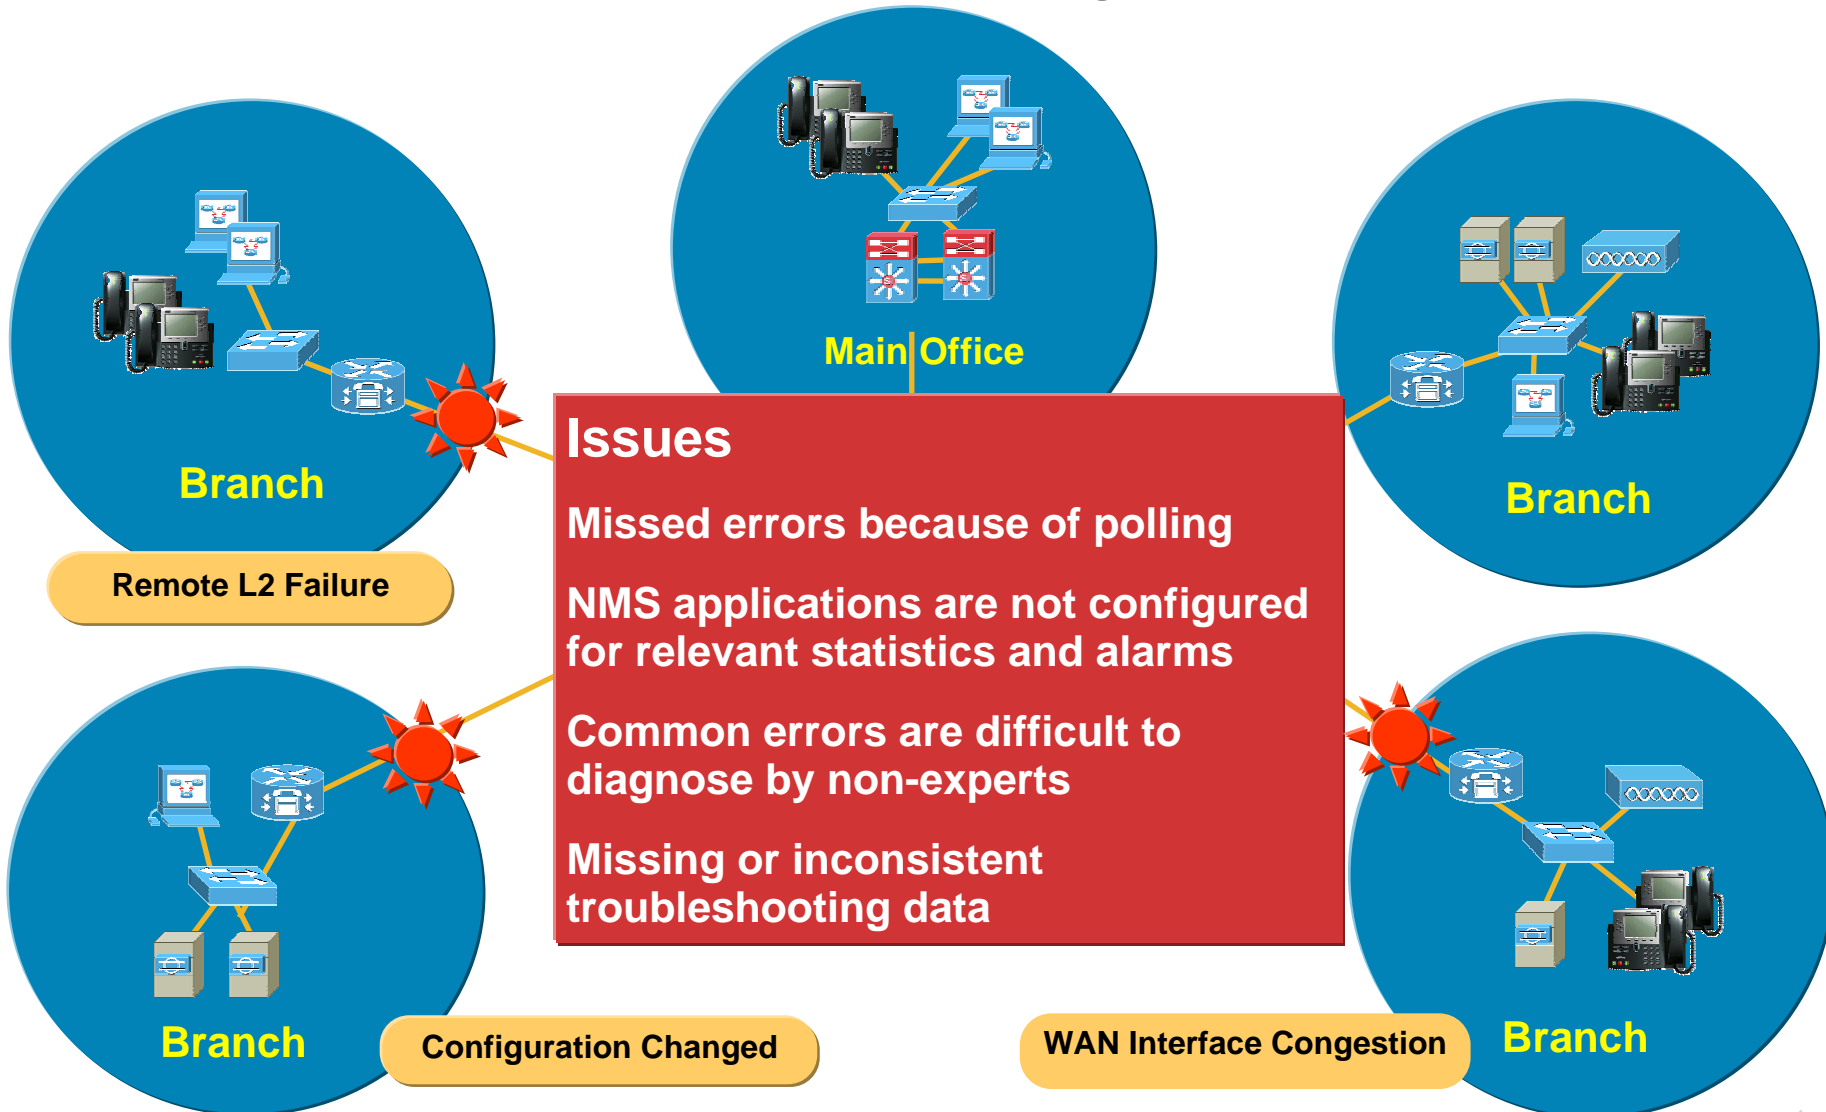 Main Office
Branch
Remote L2 Failure
Branch
Issues
Missed errors because of polling
NMS applications are not configured
for relevant statistics and alarms
Common errors are difficult to
diagnose by non-experts
Missing or inconsistent
troubleshooting data
Branch
Configuration Changed
WAN Interface Congestion
Branch